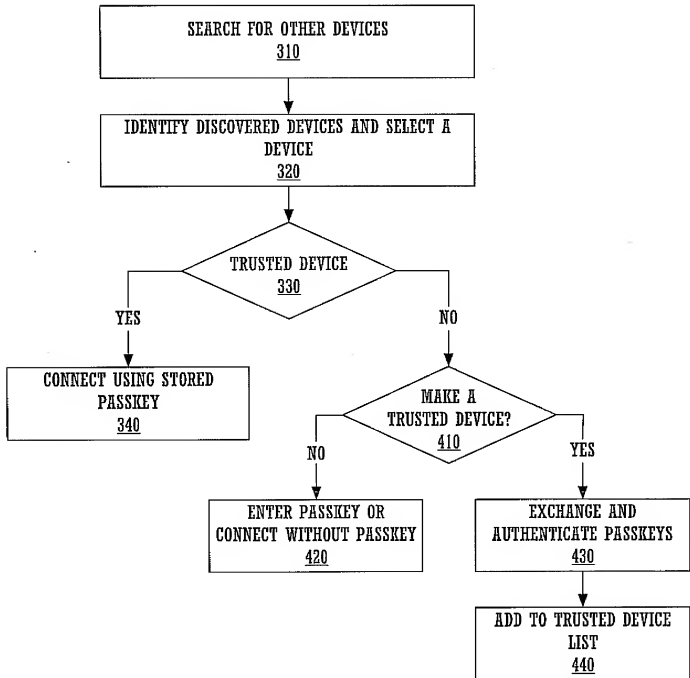 SEARCH FOR OTHER DEVICES
310
IDENTIFY DISCOVERED DEVICES AND SELECT A
DEVICE
320
TRUSTED DEVICE
330
YES
NO
CONNECT USING STORED
PASSKEY
340
MAKE A
TRUSTED DEVICE?
410
NO
YES
ENTER PASSKEY OR
CONNECT WITHOUT PASSKEY
420
EXCHANGE AND
AUTHENTICATE PASSKEYS
430
ADD TO TRUSTED DEVICE
LIST
440